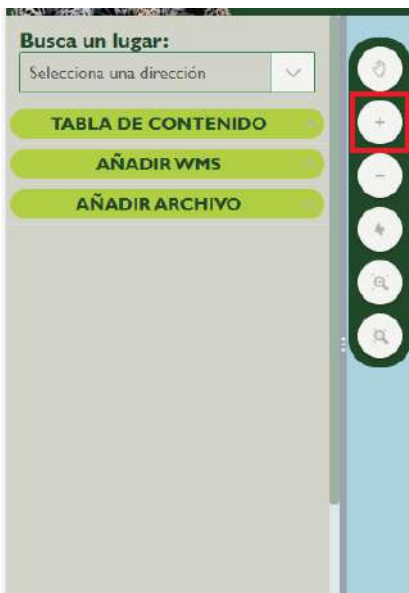 Busca un lugar:
Selecciona una dirección
TABLA DE CONTENIDO
AÑADIR WMS
AÑADIR ARCHIVO